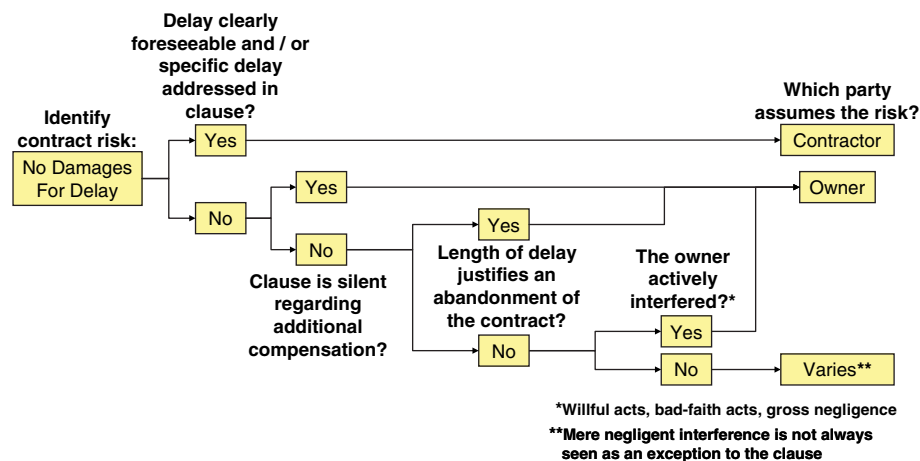 Delay clearly
foreseeable and / or
specific delay
addressed in
clause?
Which party
assumes the risk?
Identify
contract risk:
No Damages
For Delay
Yes
Contractor
No
Yes
Owner
No
Clause is silent
regarding
additional
compensation?
Yes
Length of delay
justifies an
abandonment of
the contract?
No
The owner
actively
interfered?*
Yes
No
Varies**
*Willful acts, bad-faith acts, gross negligence
**Mere negligent interference is not always
seen as an exception to the clause